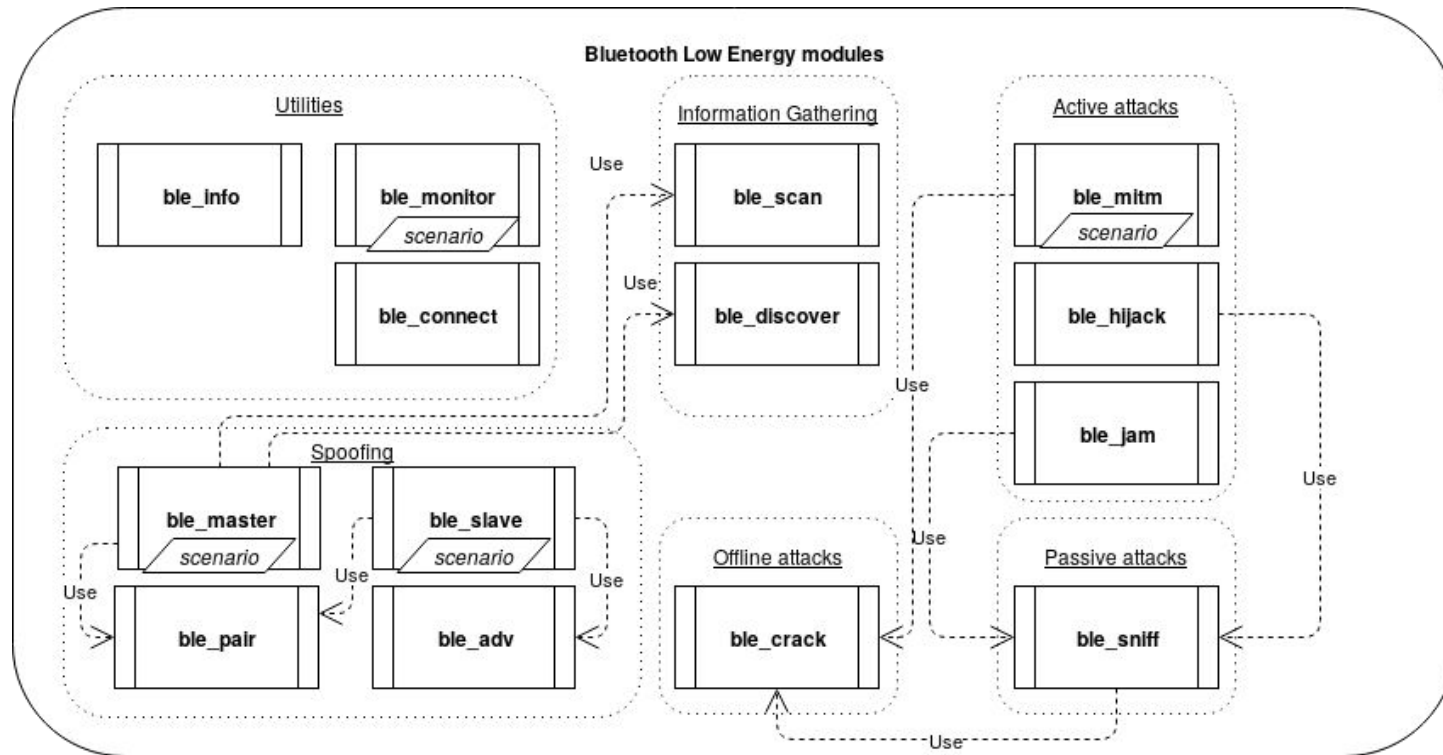 Bluetooth Low Energy modules
Utilities
ble_info
ble_monitor
scenario
ble_connect
Information Gathering
Use
ble_scan
Use
ble_discover
Active attacks
ble_mitm
scenario
ble_hijack
ble_jam
Use
Use
Use
Spoofing
ble_master
scenario
ble_slave
scenario
Use
Use
Use
ble_pair
ble_adv
Offline attacks
ble_crack
Passive attacks
ble_sniff
Use